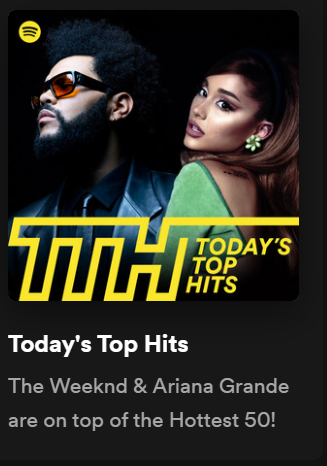 TTH
TODAY'S
TOP
HITS
Today's Top Hits
The Weeknd & Ariana Grande
are on top of the Hottest 50!